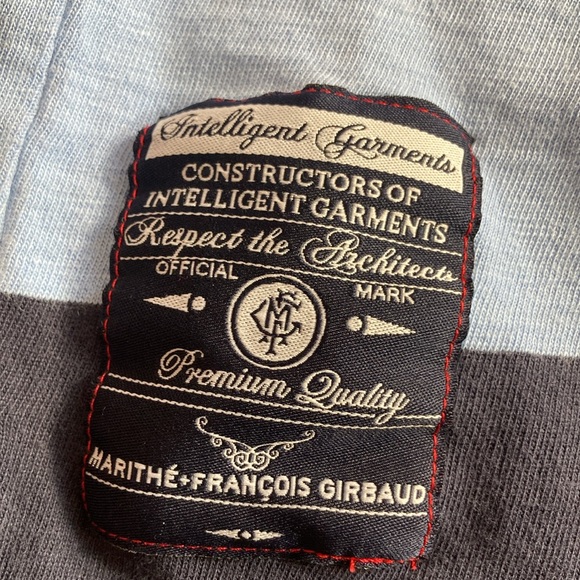 Intelligent Garments
CONSTRUCTORS OF
INTELLIGENT GARMENTS
Respect the Architects
OFFICIAL MARK
Premium Quality
MARITHÉ+FRANÇOIS GIRBAUD